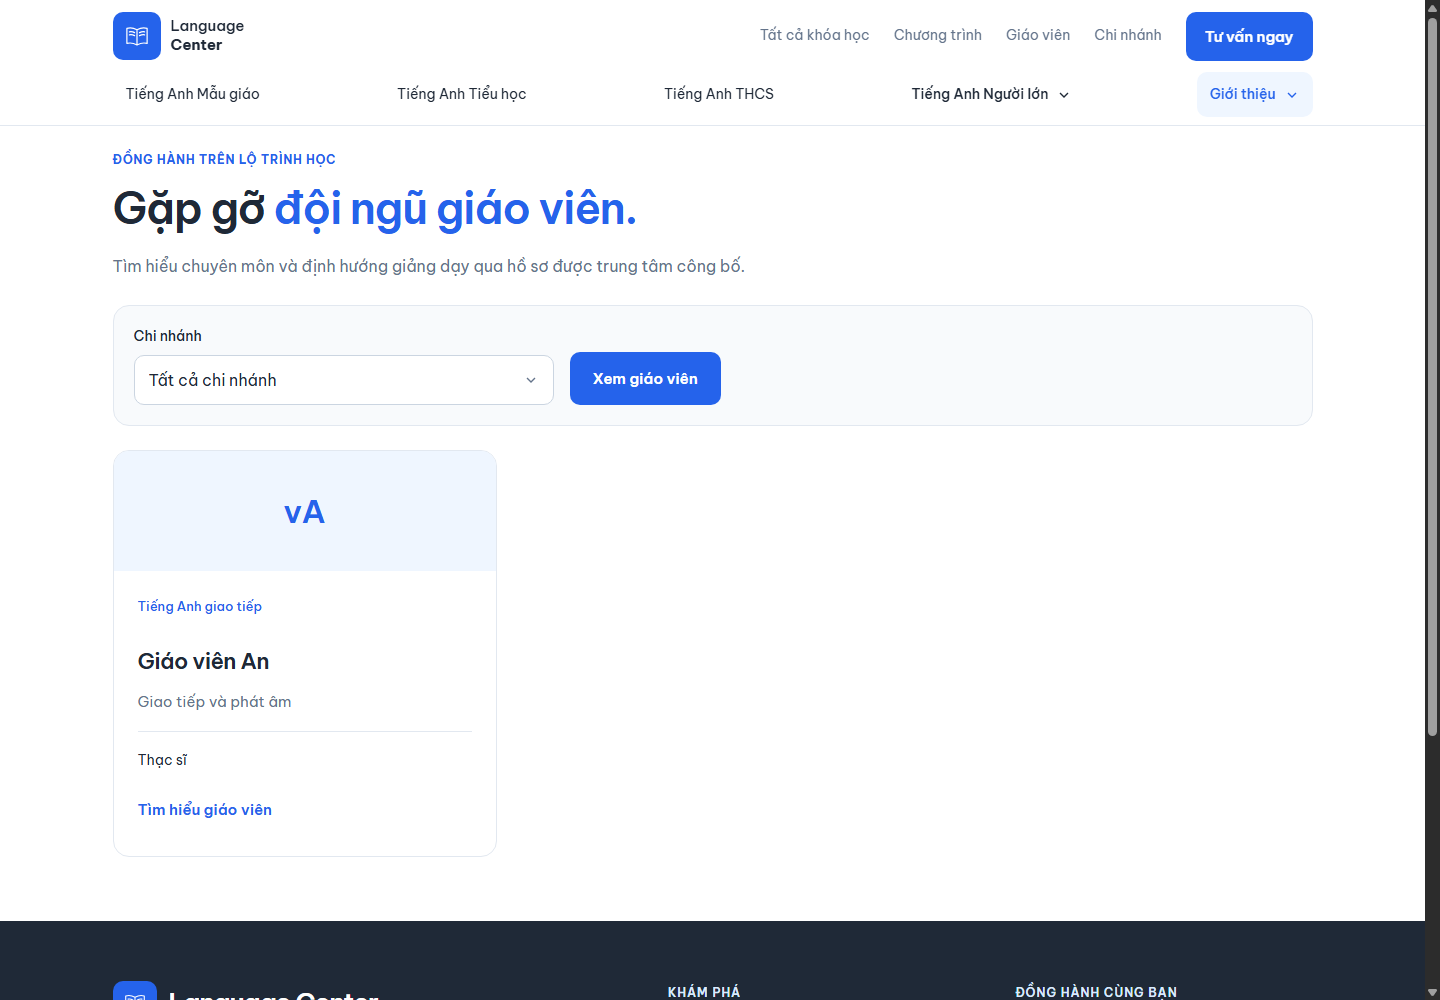 Language
Center
Tất cả khóa học
Chương trình
Giáo viên
Chi nhánh
Tư vấn ngay
Tiếng Anh Mẫu giáo
Tiếng Anh Tiểu học
Tiếng Anh THCS
Tiếng Anh Người lớn
Giới thiệu
ĐỒNG HÀNH TRÊN LỘ TRÌNH HỌC
Gặp gỡ đội ngũ giáo viên.
Tìm hiểu chuyên môn và định hướng giảng dạy qua hồ sơ được trung tâm công bố.
Chi nhánh
Tất cả chi nhánh
Xem giáo viên
vA
Tiếng Anh giao tiếp
Giáo viên An
Giao tiếp và phát âm
Thạc sĩ
Tìm hiểu giáo viên
Language Center
KHÁM PHÁ
ĐỒNG HÀNH CÙNG BẠN